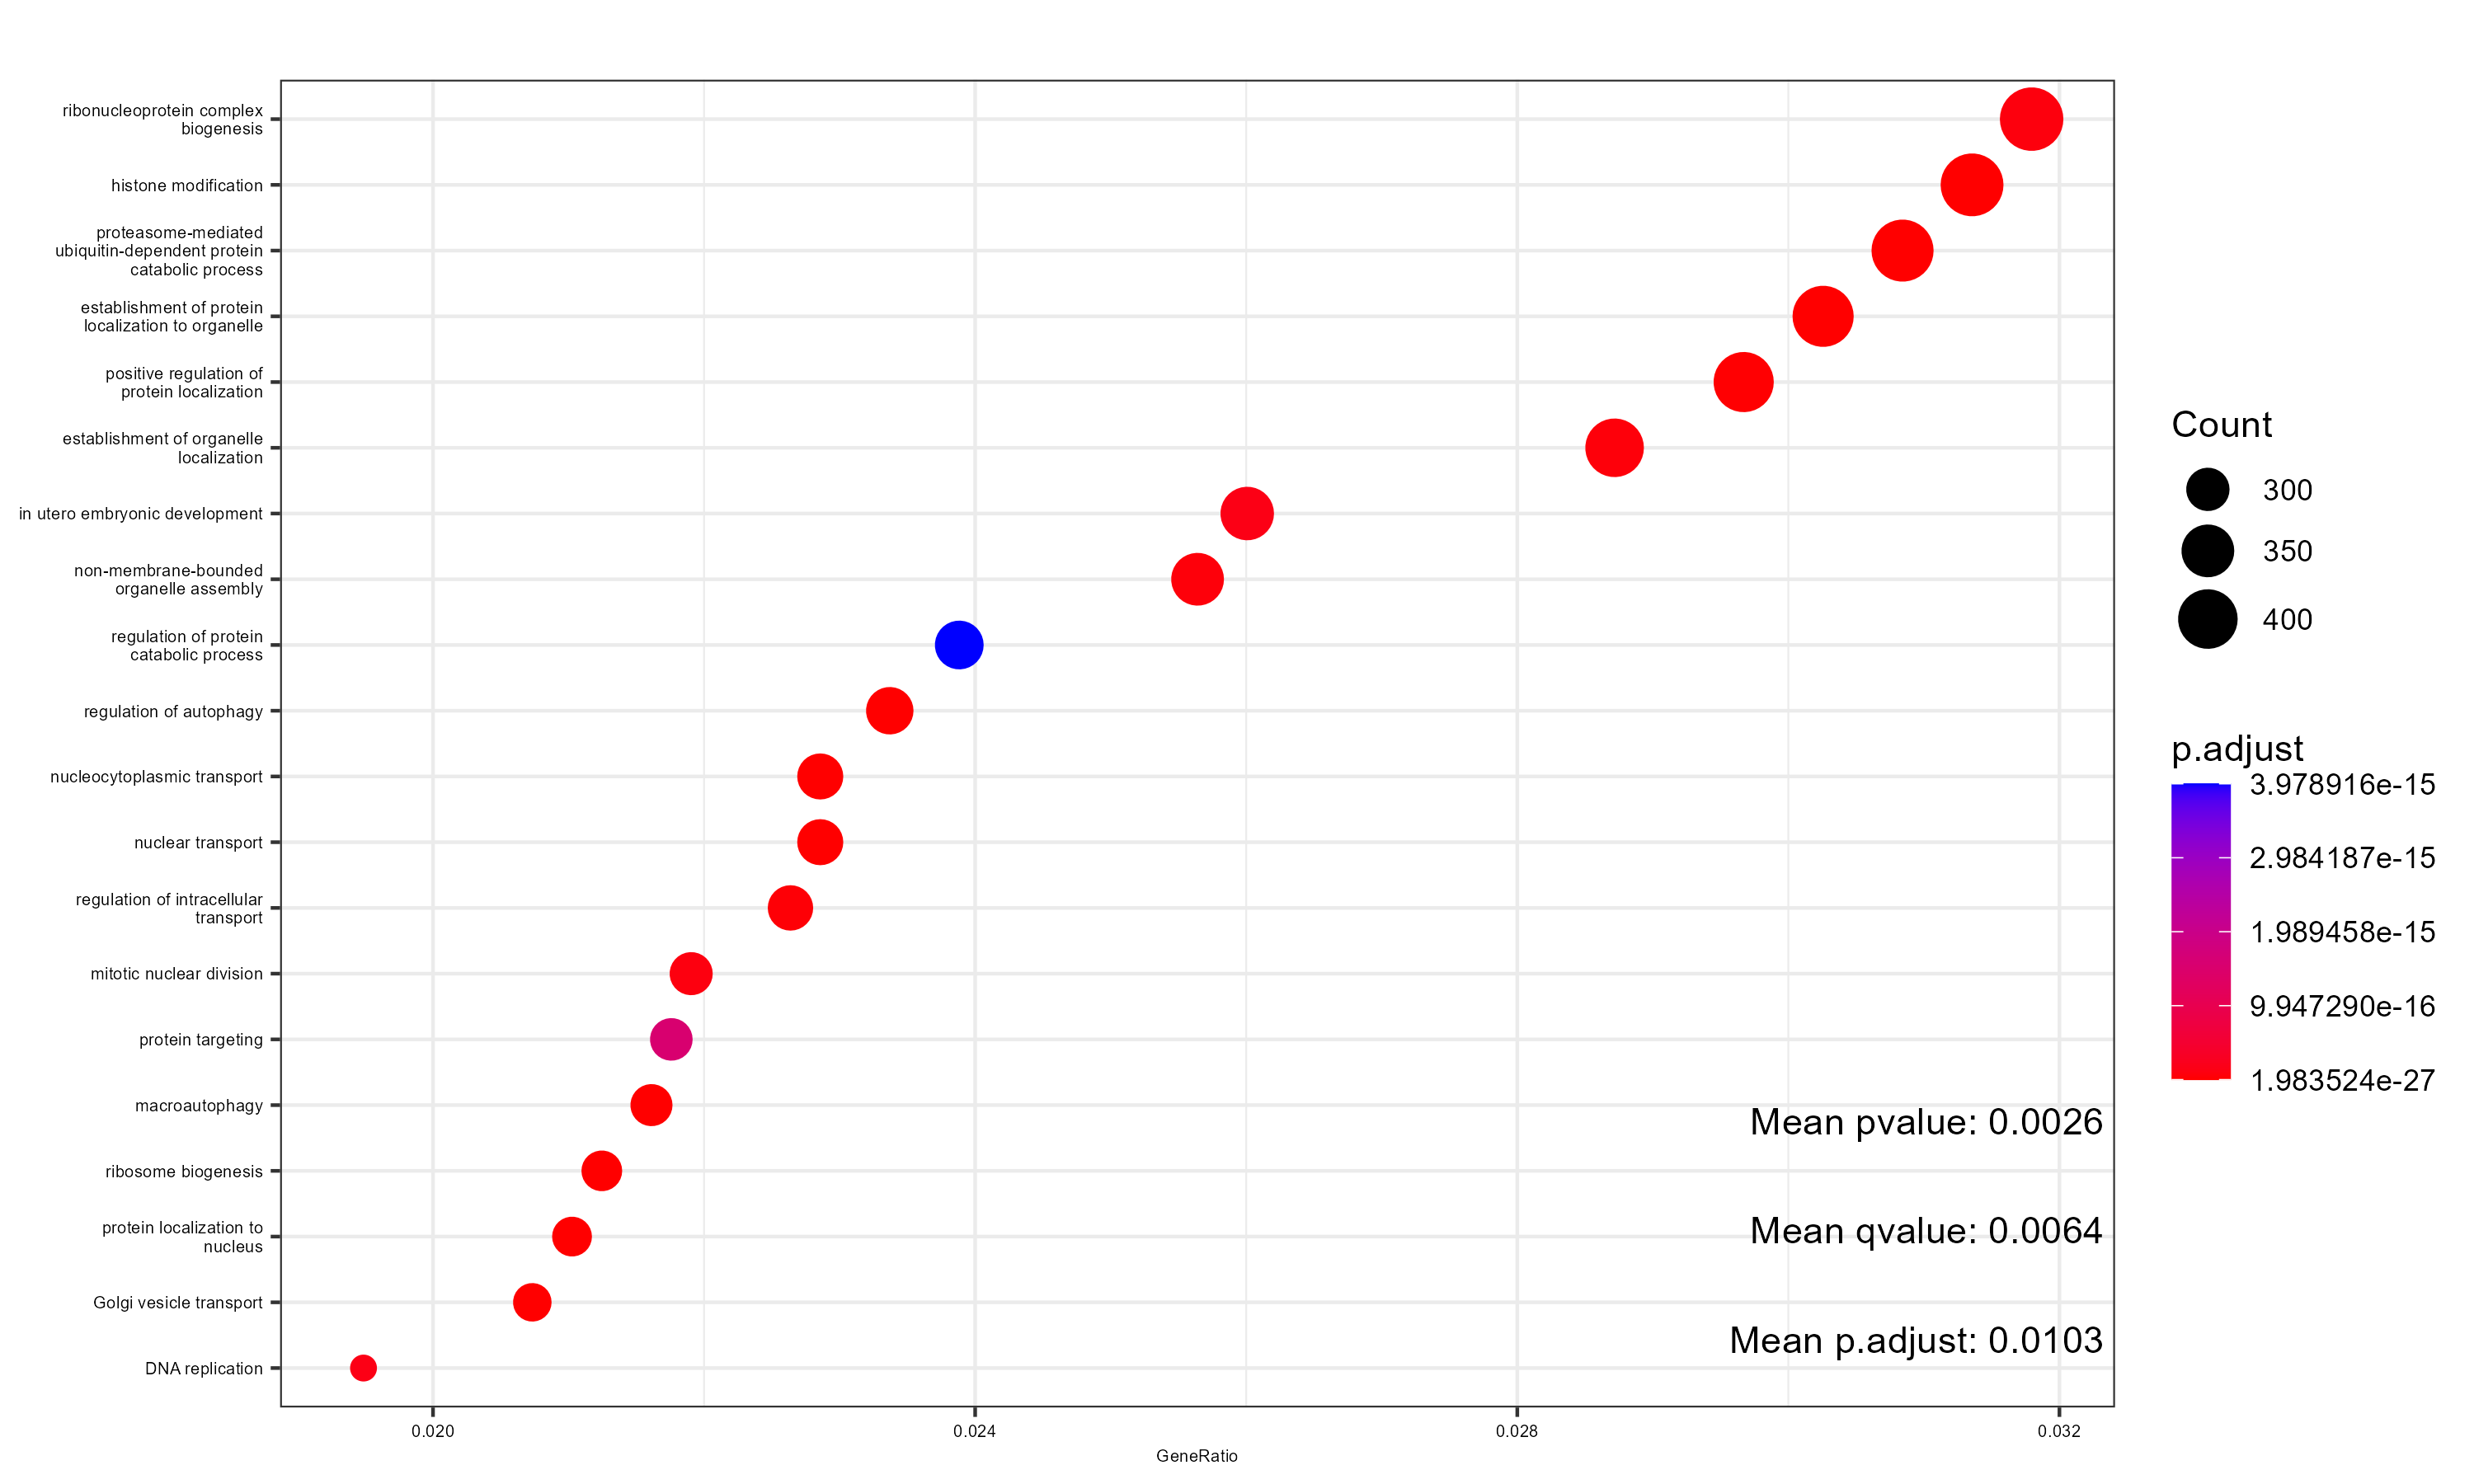 ribonucleoprotein complex
biogenesis
histone modification
proteasome-mediated
ubiquitin-dependent protein
catabolic process
establishment of protein
localization to organelle
positive regulation of
protein localization
establishment of organelle
localization
in utero embryonic development
non-membrane-bounded
organelle assembly
regulation of protein
catabolic process
regulation of autophagy
nucleocytoplasmic transport
nuclear transport
regulation of intracellular
transport
mitotic nuclear division
protein targeting
macroautophagy
ribosome biogenesis
protein localization to
nucleus
Golgi vesicle transport
DNA replication
Mean pvalue: 0.0026
Mean qvalue: 0.0064
Mean p.adjust: 0.0103
0.020
0.024
0.028
0.032
GeneRatio
Count
300
350
400
p.adjust
3.978916e-15
2.984187e-15
1.989458e-15
9.947290e-16
1.983524e-27